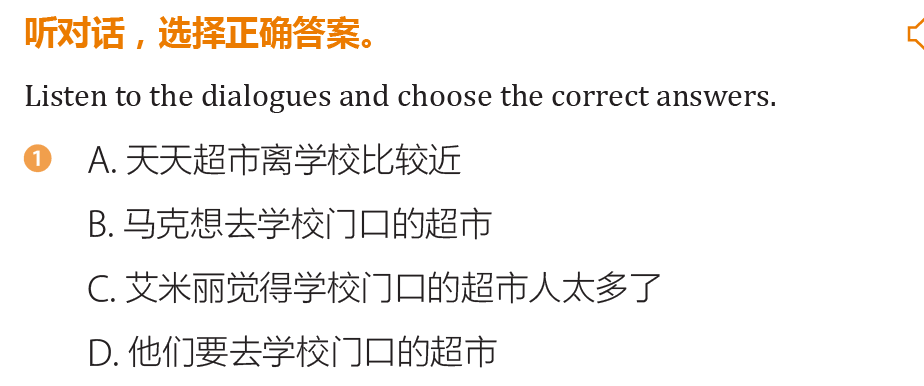 听对话，选择正确答案。
Listen to the dialogues and choose the correct answers.
1 A. 天天超市离学校比较近
B. 马克想去学校门口的超市
C. 艾米丽觉得学校门口的超市人太多了
D. 他们要去学校门口的超市